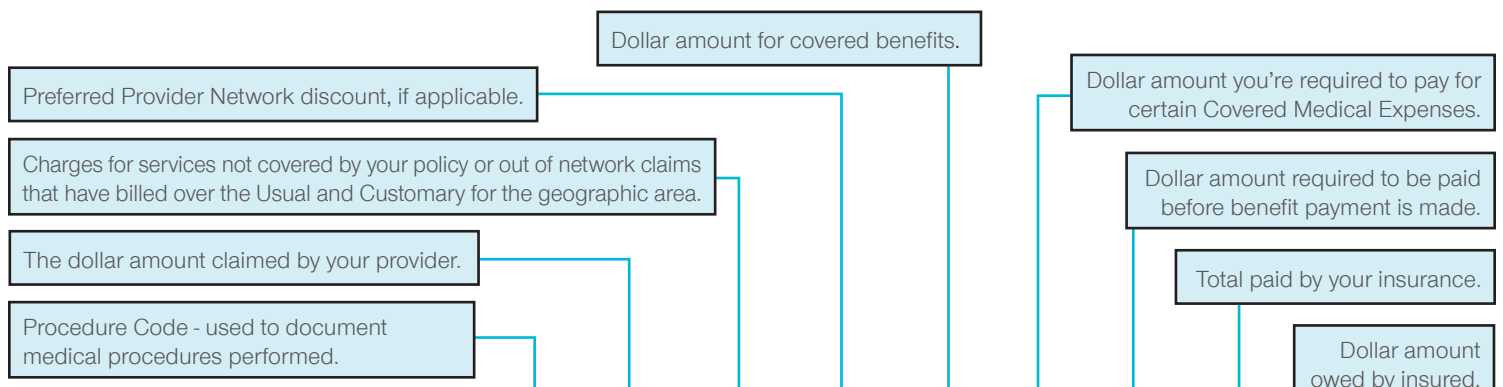 Dollar amount for covered benefits.
Preferred Provider Network discount, if applicable.
Dollar amount you're required to pay for
certain Covered Medical Expenses.
Charges for services not covered by your policy or out of network claims
that have billed over the Usual and Customary for the geographic area.
Dollar amount required to be paid
before benefit payment is made.
The dollar amount claimed by your provider.
Total paid by your insurance.
Procedure Code - used to document
medical procedures performed.
Dollar amount
owed by insured.